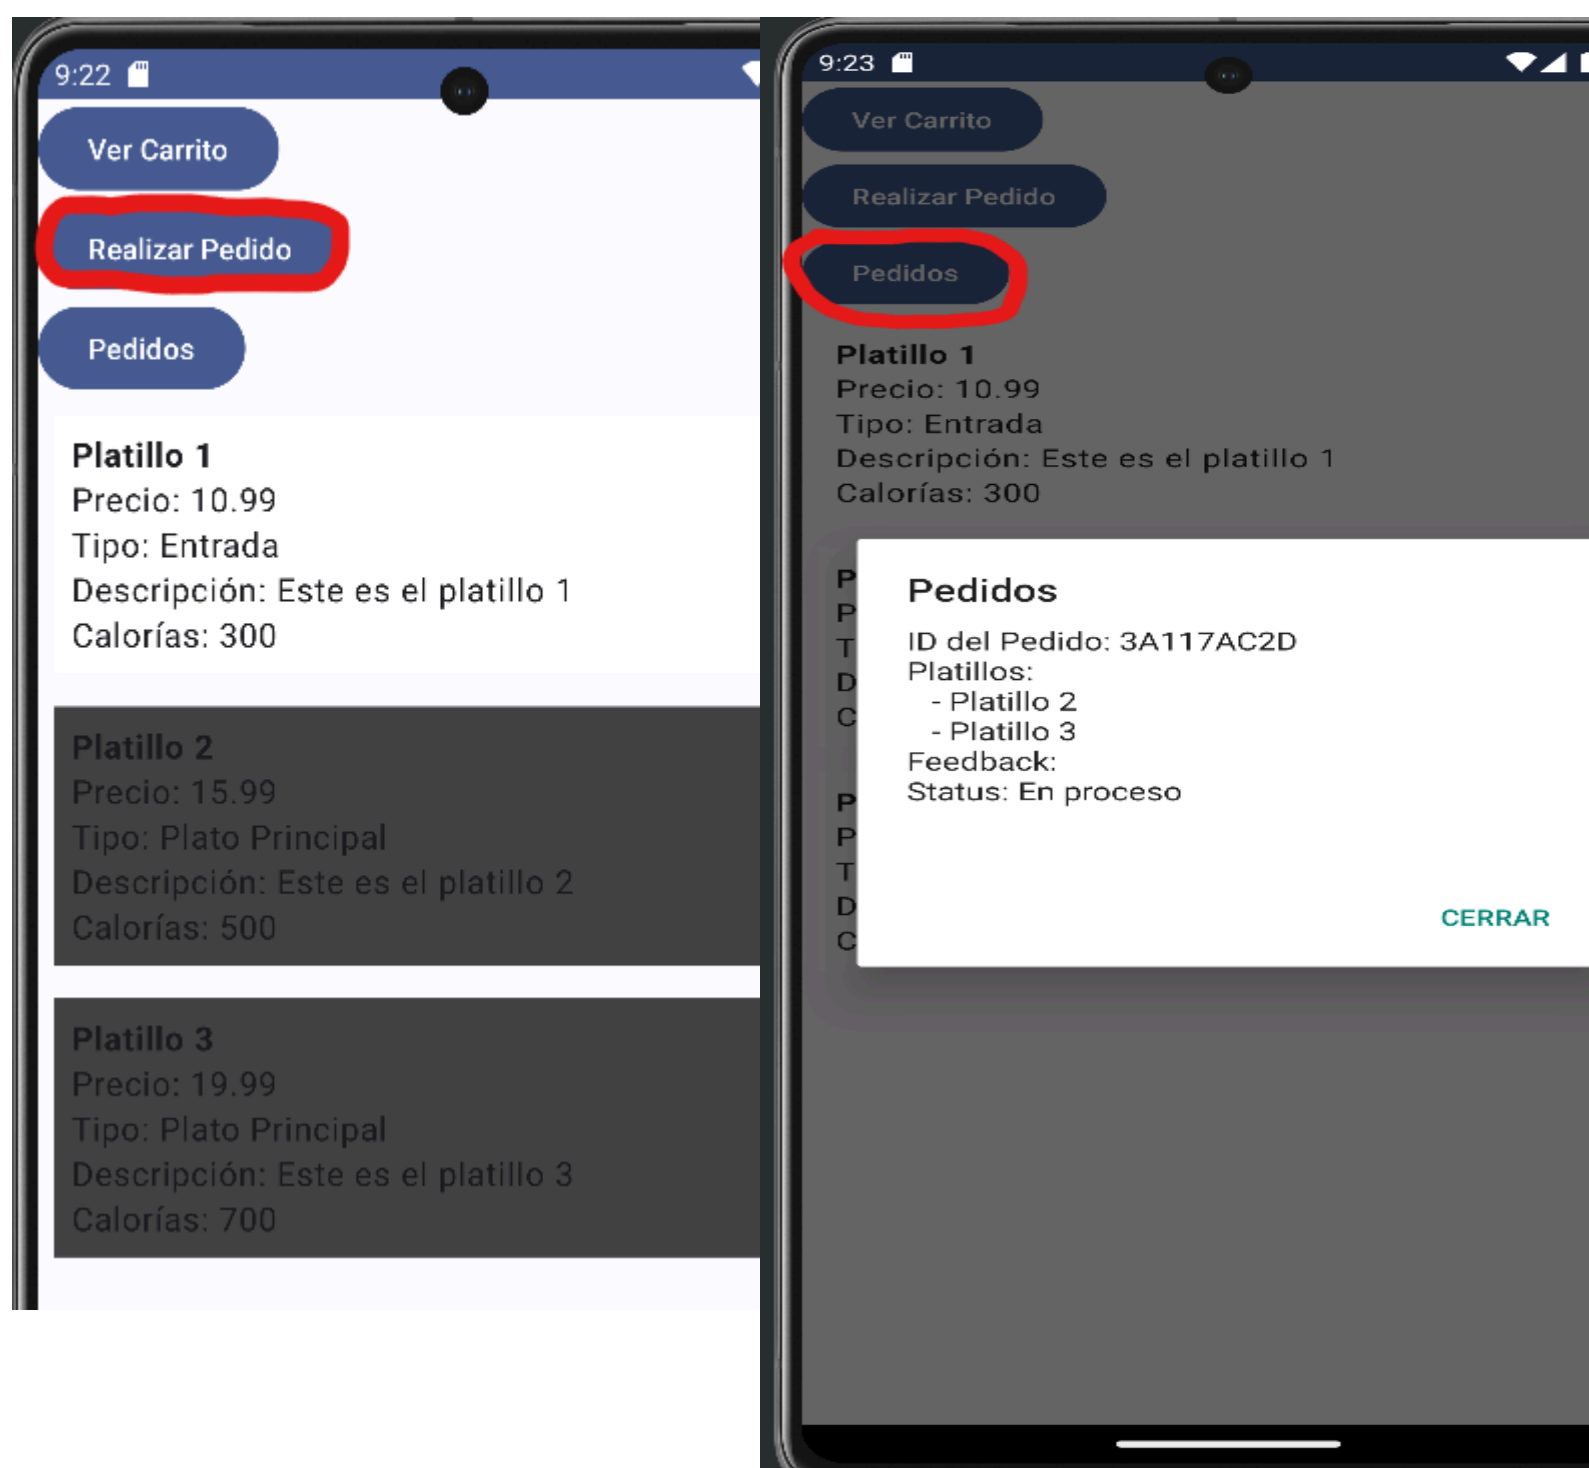 9:22
Ver Carrito
Realizar Pedido
Pedidos
Platillo 1
Precio: 10.99
Tipo: Entrada
Descripción: Este es el platillo 1
Calorías: 300
Platillo 2
Precio: 15.99
Tipo: Plato Principal
Descripción: Este es el platillo 2
Calorías: 500
Platillo 3
Precio: 19.99
Tipo: Plato Principal
Descripción: Este es el platillo 3
Calorías: 700
9:23
Ver Carrito
Realizar Pedido
Pedidos
Platillo 1
Precio: 10.99
Tipo: Entrada
Descripción: Este es el platillo 1
Calorías: 300
P
P
T
D
C
P
P
T
D
C
Pedidos
ID del Pedido: 3A117AC2D
Platillos:
- Platillo 2
- Platillo 3
Feedback:
Status: En proceso
CERRAR